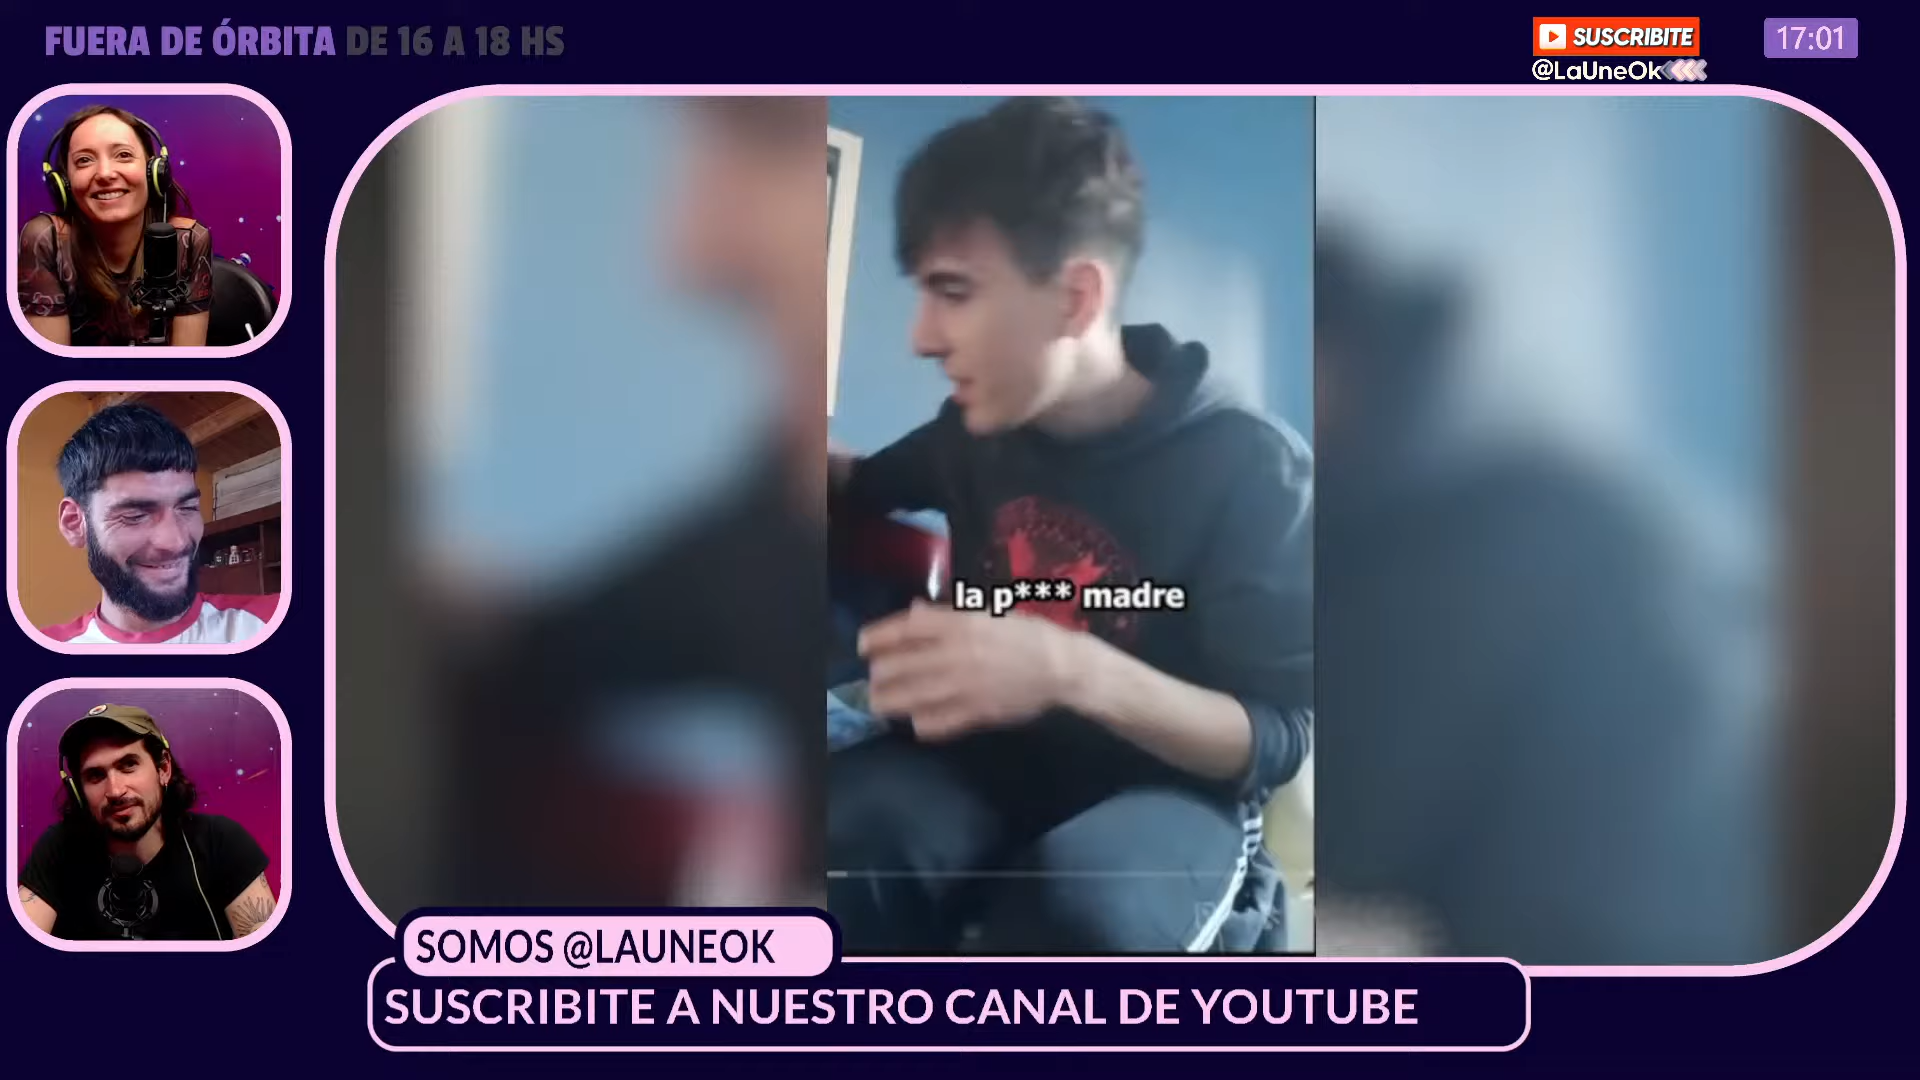 FUERA DE ÓRBITA DE 16 A 18 HS
SUSCRIBITE
@LaUneOk
17:01
la p*** madre
SOMOS @LAUNEOK
SUSCRIBITE A NUESTRO CANAL DE YOUTUBE